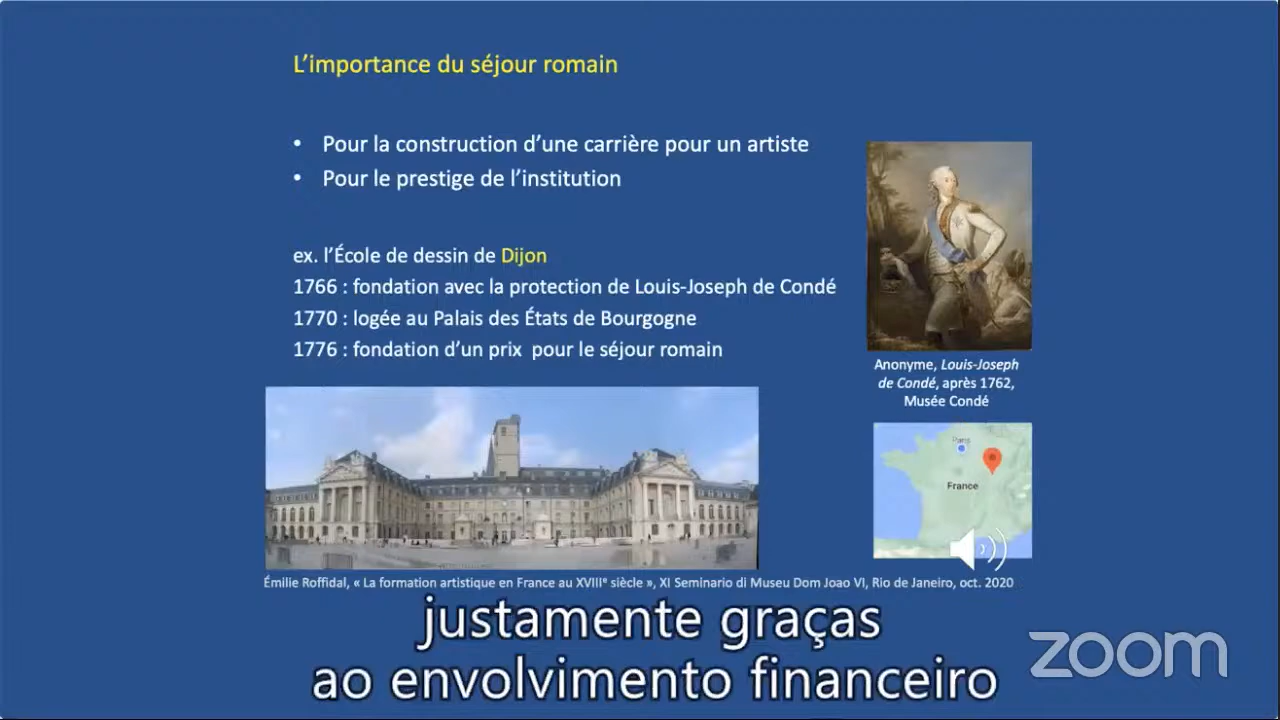 L’importance du séjour romain
• Pour la construction d’une carrière pour un artiste
• Pour le prestige de l’institution
ex. l’École de dessin de Dijon
1766 : fondation avec la protection de Louis-Joseph de Condé
1770 : logée au Palais des États de Bourgogne
1776 : fondation d’un prix  pour le séjour romain
Anonyme, Louis-Joseph
de Condé, après 1762,
Musée Condé
Paris
France
Émilie Roffidal, « La formation artistique en France au XVIIIe siècle », XI Seminario di Museu Dom Joao VI, Rio de Janeiro, oct. 2020
justamente graças
ao envolvimento financeiro
zoom